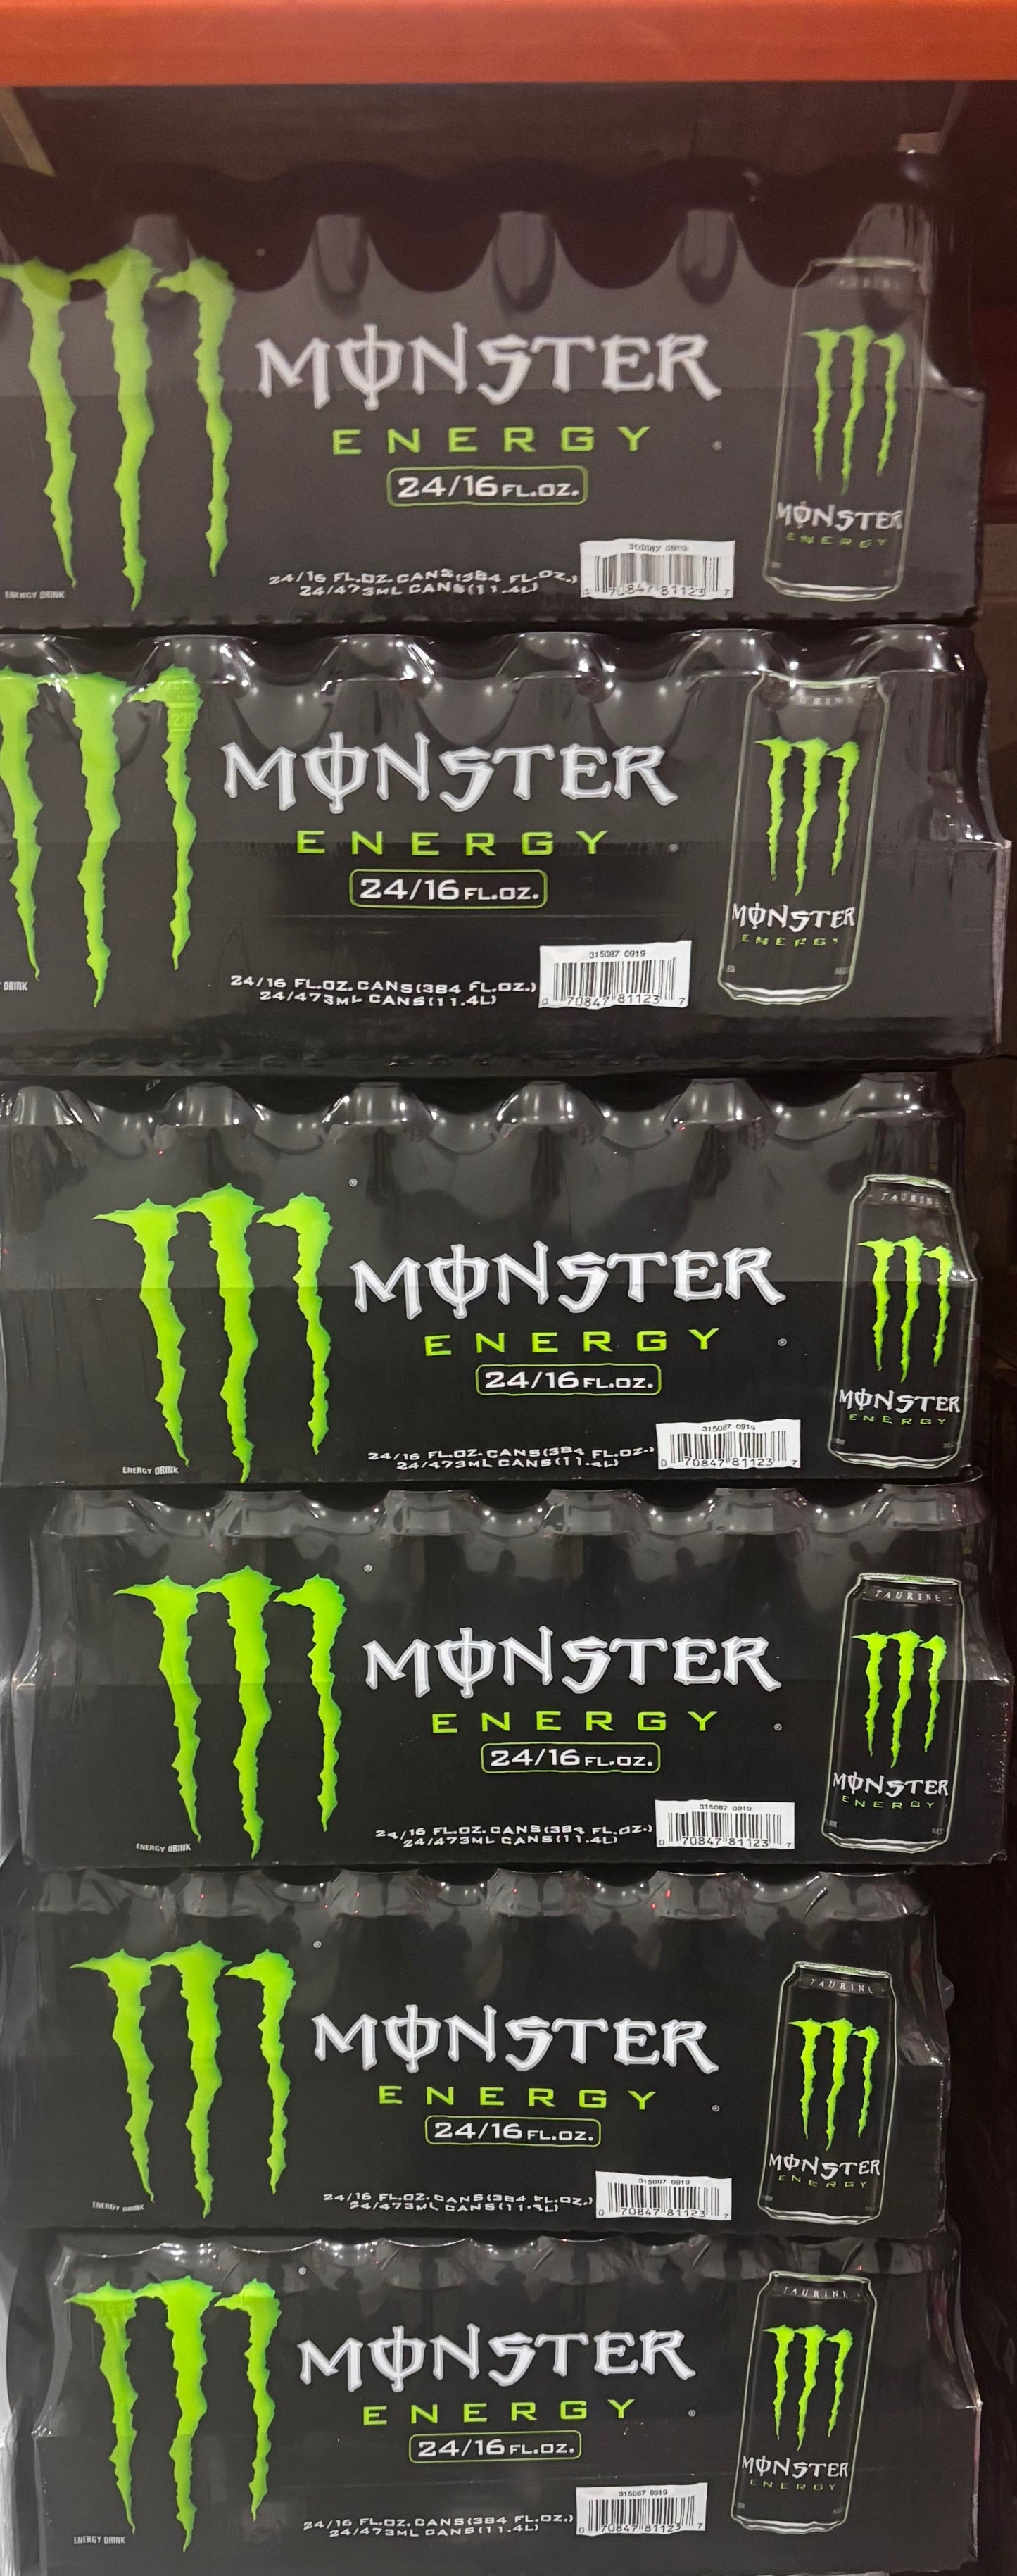 TAURINE
MONSTER
ENERGY
24/16 FL.OZ.
MONSTER
ENERGY
315087 0919
24/16 FL.OZ. CANS (384 FL.OZ.)
24/473ML CANS (11.4L)
0 70847 81123 7
ENERGY DRINK
MONSTER
ENERGY
®
24/16 FL.OZ.
MONSTER
ENERGY
315087 0919
24/16 FL.OZ. CANS (384 FL.OZ.)
24/473ML CANS (11.4L)
0 70847 81123 7
DRINK
®
TAURINE
MONSTER
ENERGY
®
24/16 FL.OZ.
MONSTER
ENERGY
315087 0919
24/16 FL.OZ. CANS (384 FL.OZ.)
24/473ML CANS (11.4L)
0 70847 81123 7
ENERGY DRINK
®
TAURINE
MONSTER
ENERGY
®
24/16 FL.OZ.
MONSTER
ENERGY
315087 0919
24/16 FL.OZ. CANS (384 FL.OZ.)
24/473ML CANS (11.4L)
0 70847 81123 7
ENERGY DRINK
®
TAURINE
MONSTER
ENERGY
®
24/16 FL.OZ.
MONSTER
ENERGY
315087 0919
24/16 FL.OZ. CANS (384 FL.OZ.)
24/473ML CANS (11.4L)
0 70847 81123 7
ENERGY DRINK
®
TAURINE
MONSTER
ENERGY
®
24/16 FL.OZ.
MONSTER
ENERGY
315087 0919
24/16 FL.OZ. CANS (384 FL.OZ.)
24/473ML CANS (11.4L)
0 70847 81123 7
ENERGY DRINK